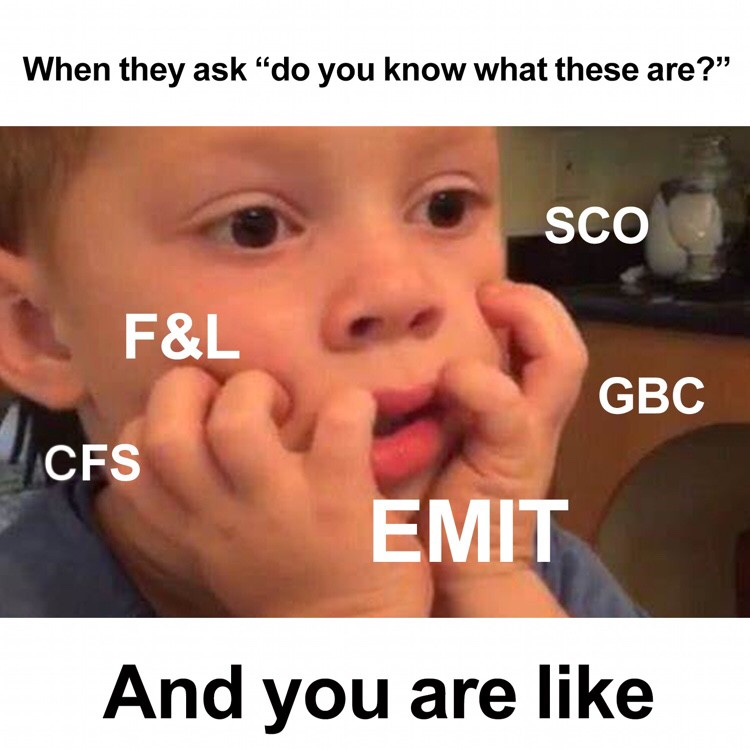 When they ask “do you know what these are?”
SCO
F&L
GBC
CFS
EMIT
And you are like